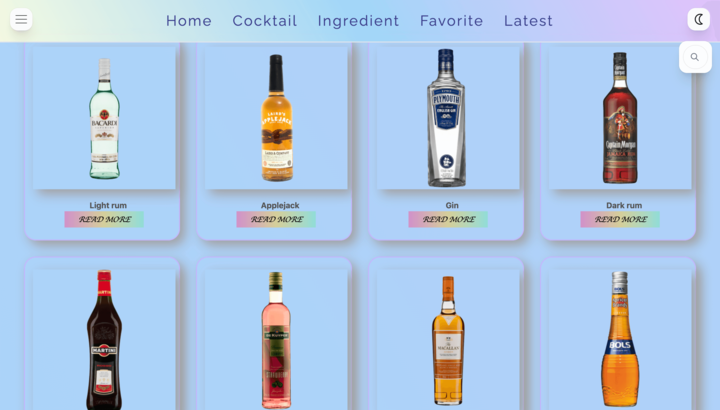 Home Cocktail Ingredient Favorite Latest
BACARDI
LAIRD'S
APPLEJACK
PLYMOUTH
Captain Morgan
Light rum
Applejack
Gin
Dark rum
READ MORE
READ MORE
READ MORE
READ MORE
MARTINI
MACALLAN
BOLS